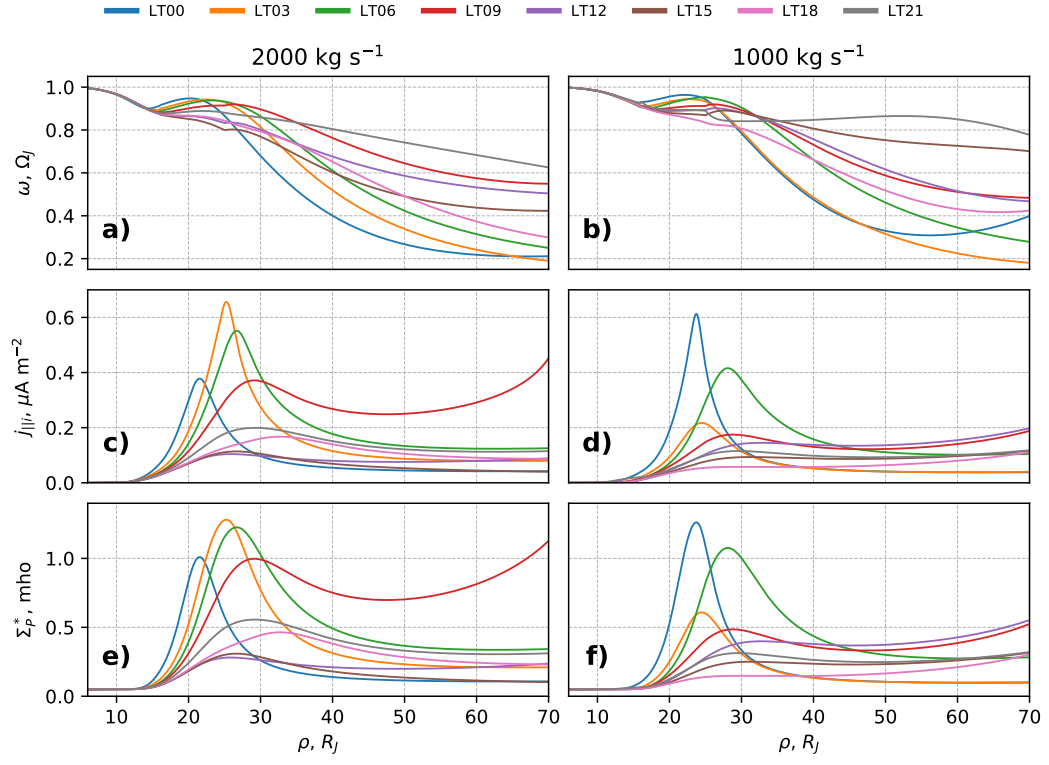 LT00 LT03 LT06 LT09 LT12 LT15 LT18 LT21
2000 kg s⁻¹ 1000 kg s⁻¹
ω, Ω_J
1.0
0.8
0.6
0.4
0.2
a) b)
j_||i, μA m⁻²
0.6
0.4
0.2
0.0
c) d)
Σ_P^*, mho
1.0
0.5
0.0
e) f)
10 20 30 40 50 60 70 10 20 30 40 50 60 70
ρ, R_J ρ, R_J